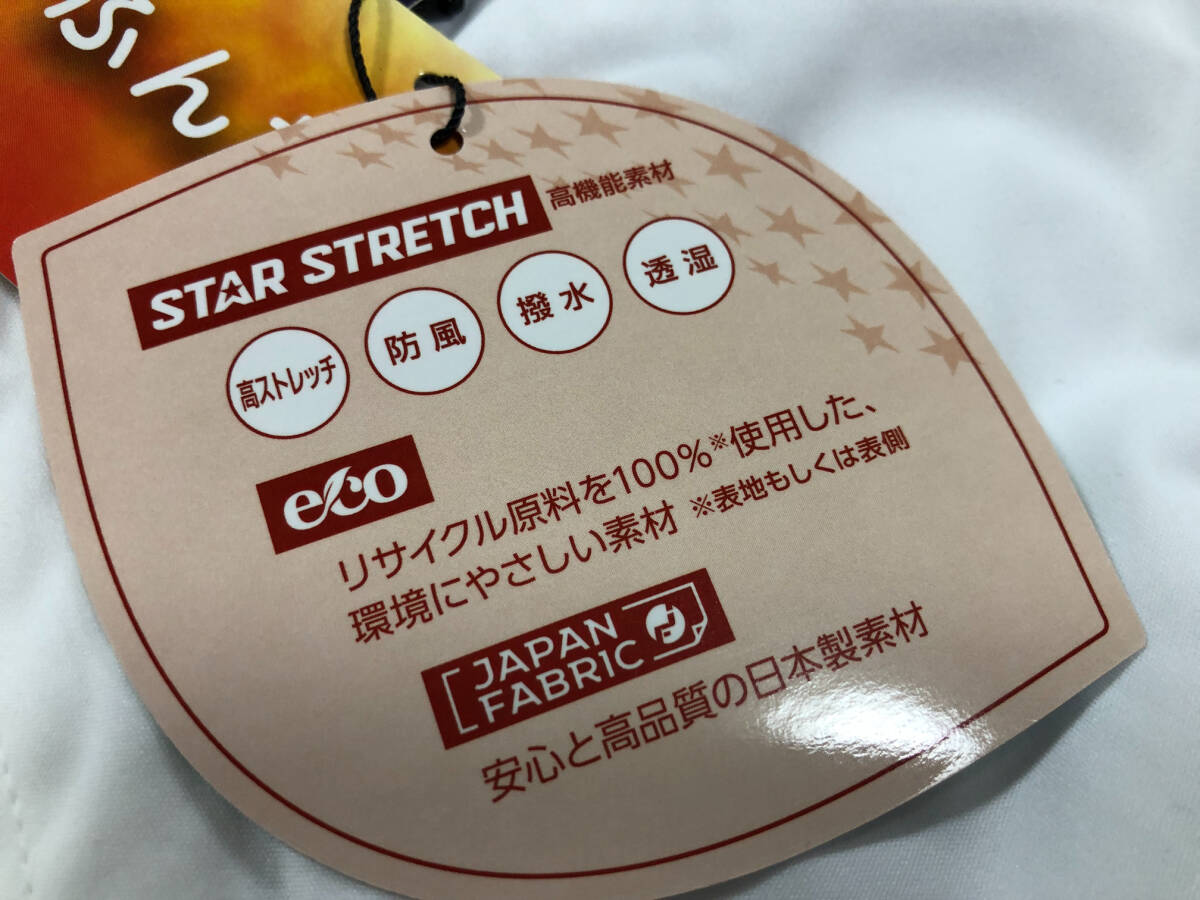 ふん
STAR STRETCH 高機能素材
高ストレッチ 防風 撥水 透湿
eco
リサイクル原料を100%※使用した、
環境にやさしい素材 ※表地もしくは表側
JAPAN
FABRIC
安心と高品質の日本製素材